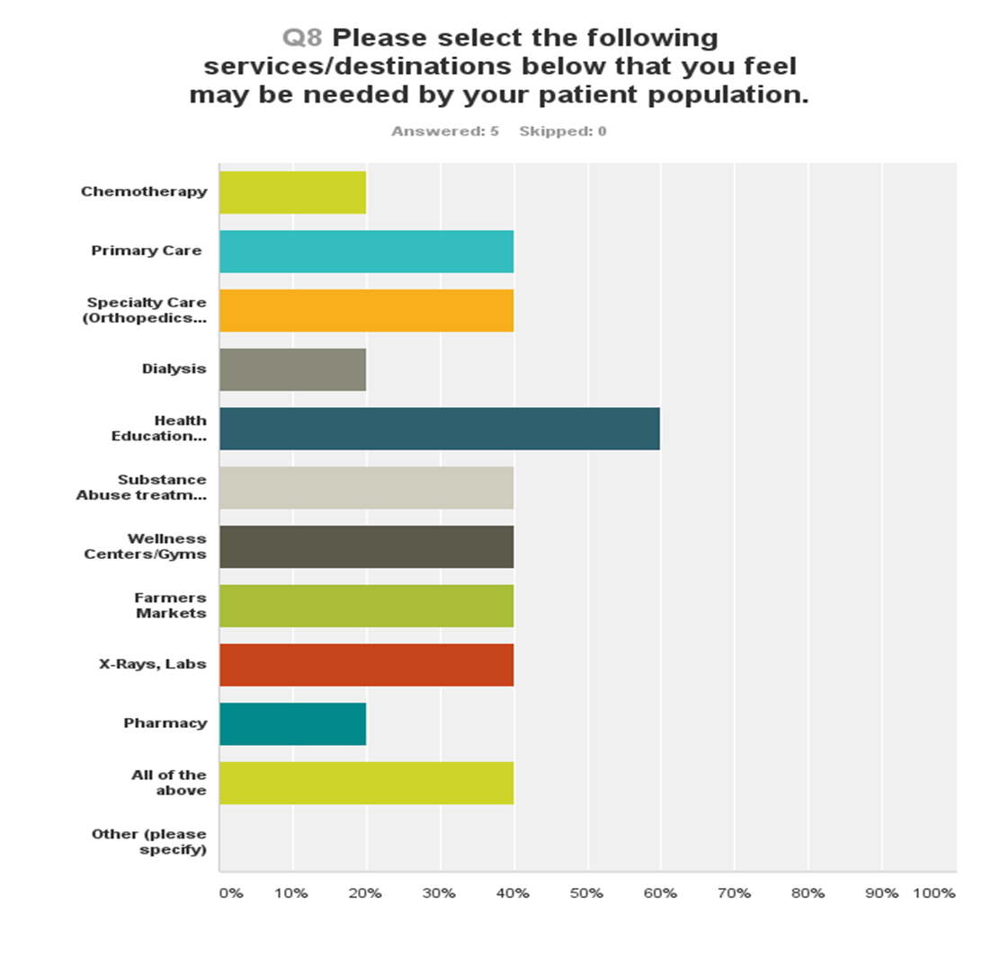 Q8 Please select the following
services/destinations below that you feel
may be needed by your patient population.
Answered: 5 Skipped: 0
Chemotherapy
Primary Care
Specialty Care
(Orthopedics...
Dialysis
Health
Education...
Substance
Abuse treatm...
Wellness
Centers/Gyms
Farmers
Markets
X-Rays, Labs
Pharmacy
All of the
above
Other (please
specify)
0% 10% 20% 30% 40% 50% 60% 70% 80% 90% 100%